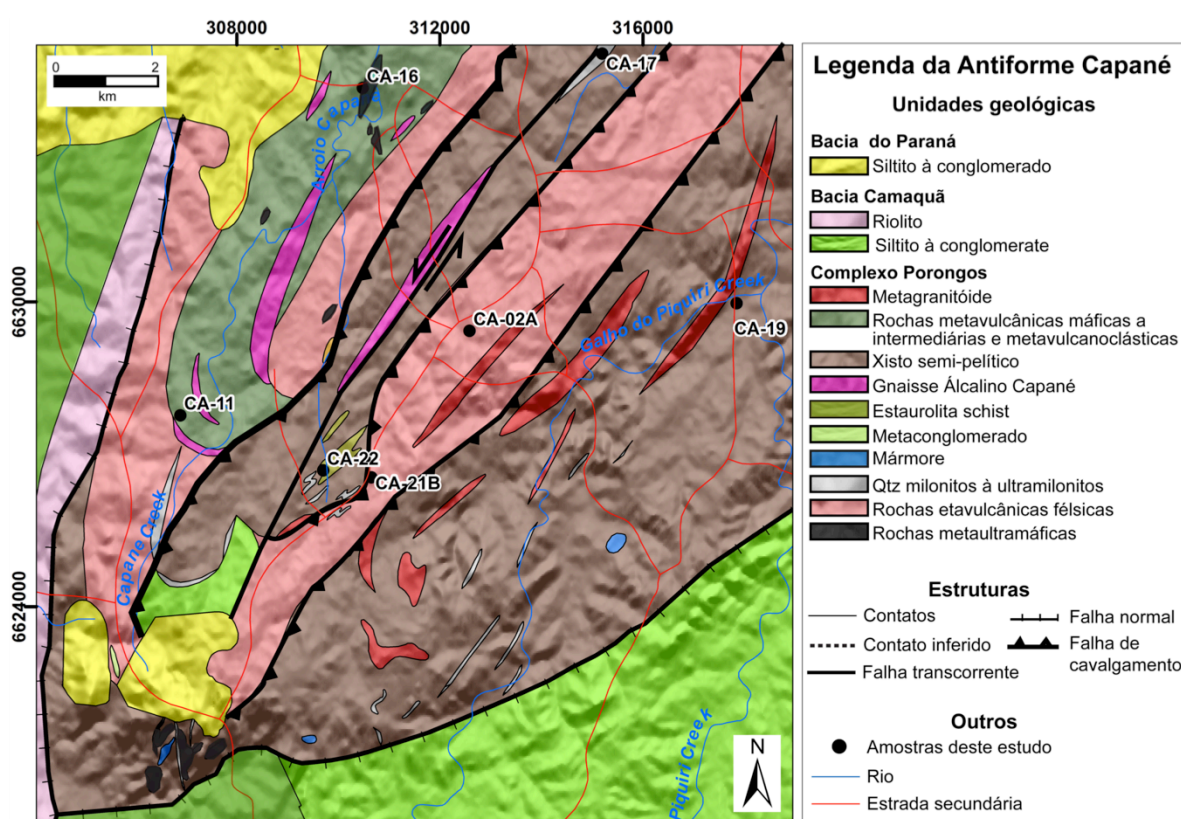 308000
312000
316000
0 2
km
CA-16
CA-17
Arroio Capané
6630000
CA-02A
Galho do Piquiri Creek
CA-19
CA-11
CA-22
CA-21B
Capane Creek
6624000
Piquiri Creek
N
Legenda da Antiforme Capané
Unidades geológicas
Bacia do Paraná
Siltito à conglomerado
Bacia Camaquã
Riolito
Siltito à conglomerate
Complexo Porongos
Metagranitóide
Rochas metavulcânicas máficas a
intermediárias e metavulcanoclásticas
Xisto semi-pelítico
Gnaisse Álcalino Capané
Estaurolita schist
Metaconglomerado
Mármore
Qtz milonitos à ultramilonitos
Rochas etavulcânicas félsicas
Rochas metaultramáficas
Estruturas
Contatos
Falha normal
Contato inferido
Falha de
cavalgamento
Falha transcorrente
Outros
Amostras deste estudo
Rio
Estrada secundária